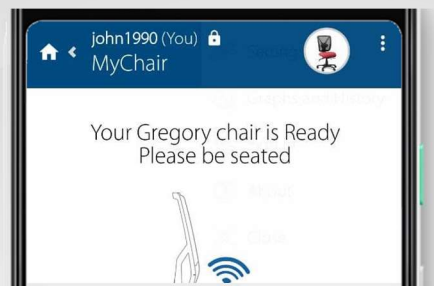 john1990 (You)
MyChair
Your Gregory chair is Ready
Please be seated